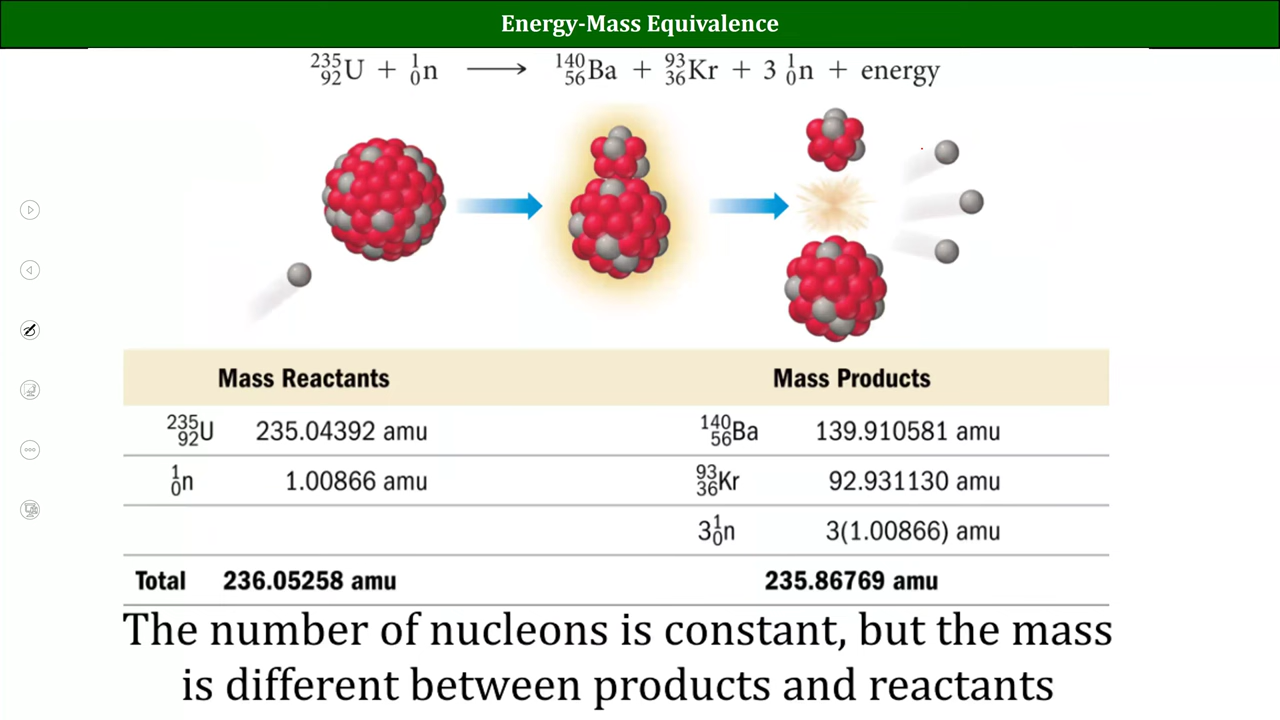 Energy-Mass Equivalence
²³⁵₉₂U + ¹₀n ⟶ ¹⁴⁰₅₆Ba + ⁹³₃₆Kr + 3 ¹₀n + energy
Mass Reactants Mass Products
²³⁵₉₂U 235.04392 amu ¹⁴⁰₅₆Ba 139.910581 amu
¹₀n 1.00866 amu ⁹³₃₆Kr 92.931130 amu
3¹₀n 3(1.00866) amu
Total 236.05258 amu 235.86769 amu
The number of nucleons is constant, but the mass
is different between products and reactants